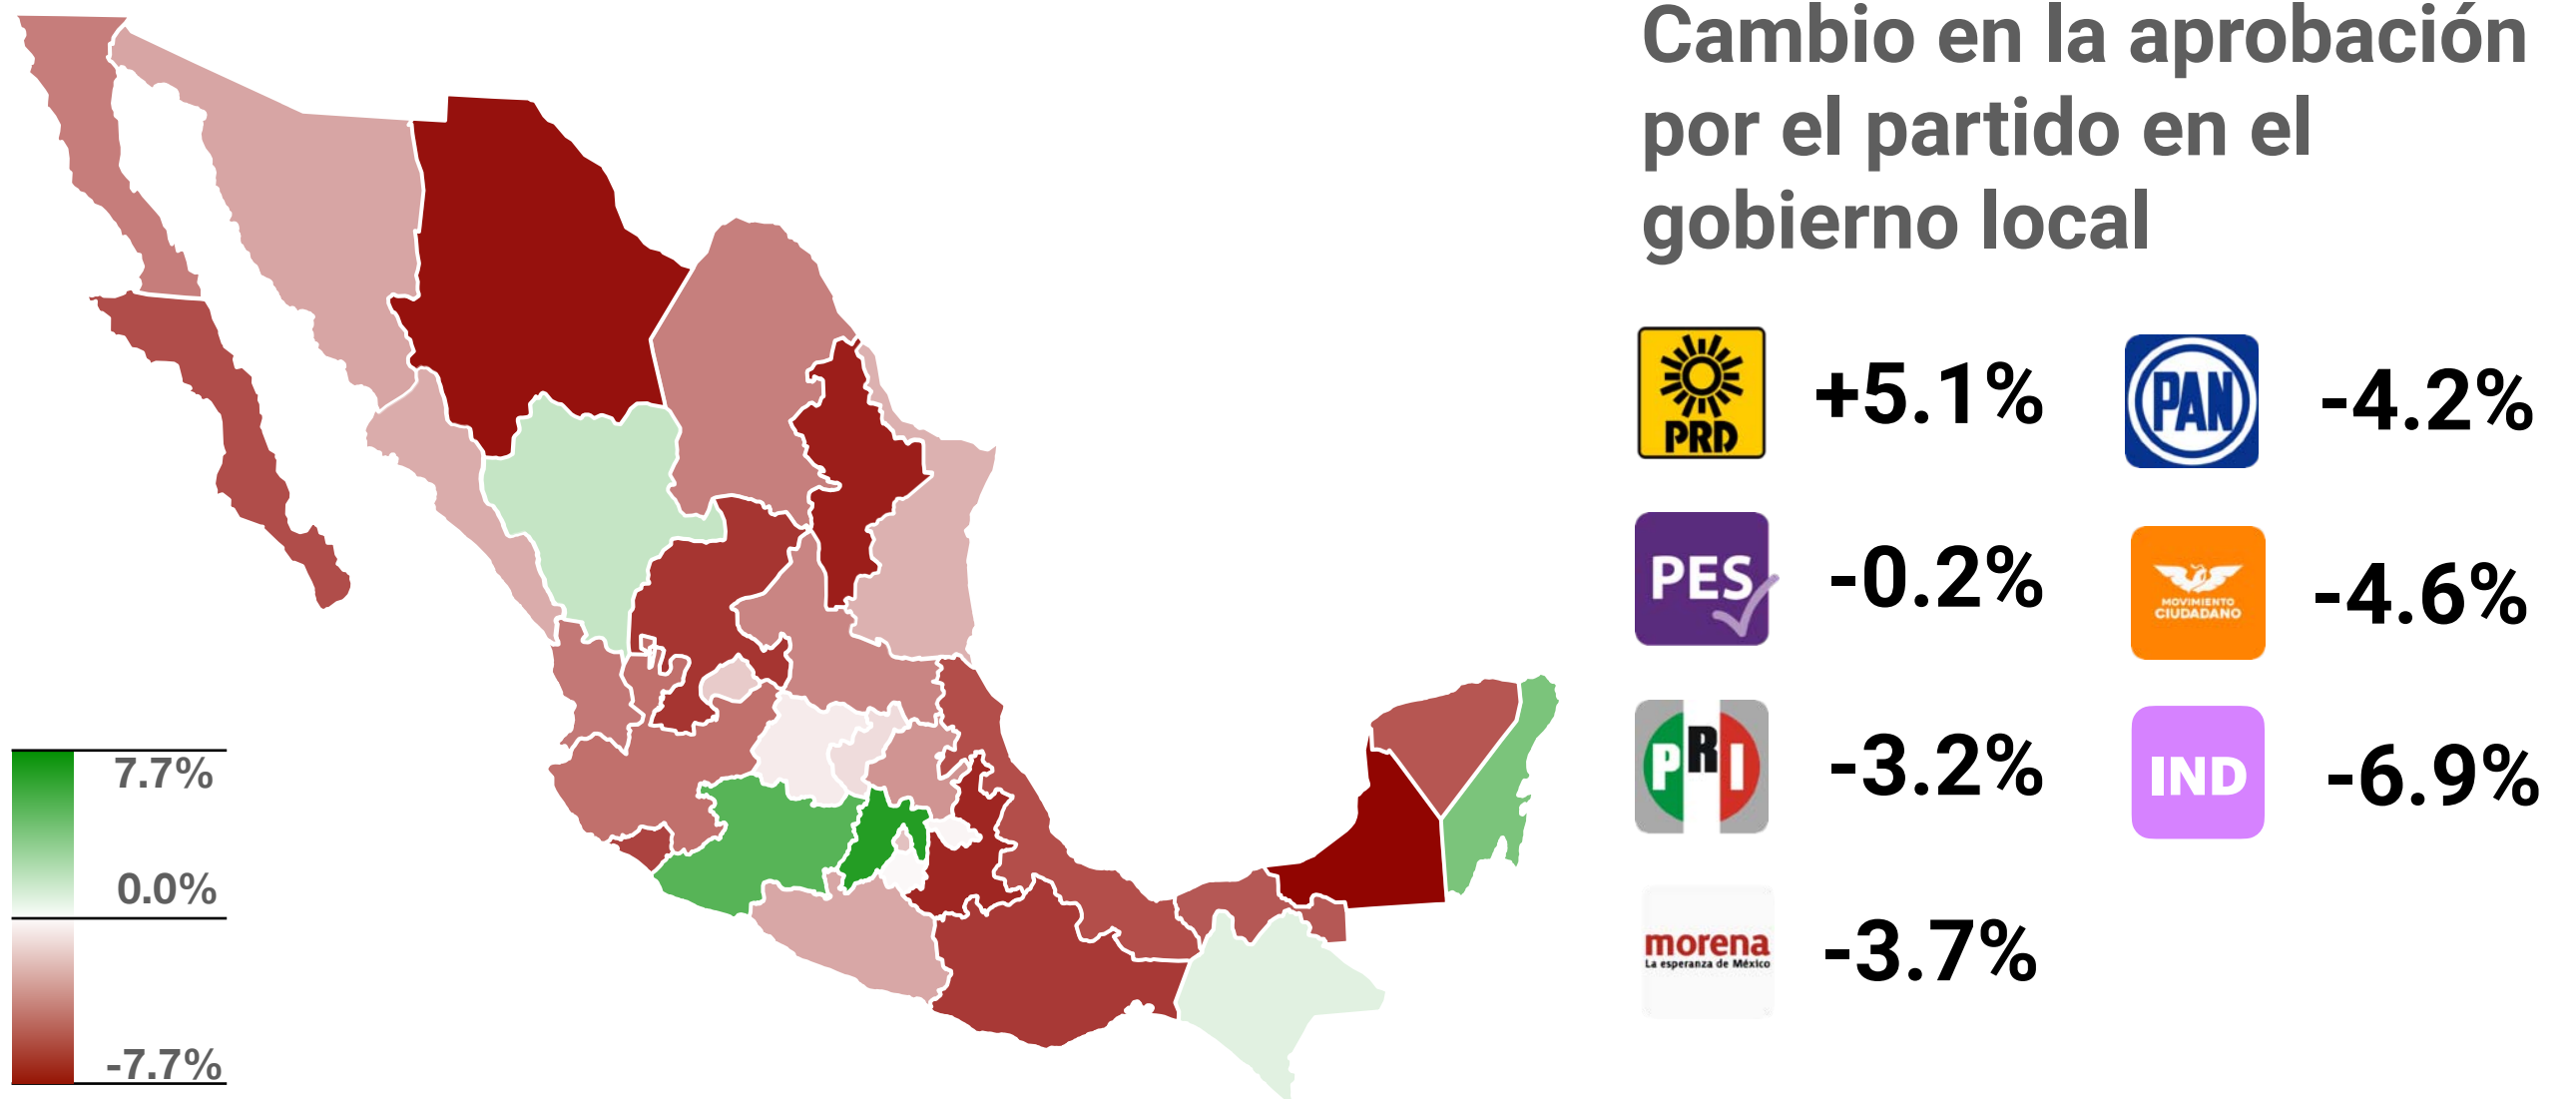 Cambio en la aprobación
por el partido en el
gobierno local
PRD
+5.1%
PAN
-4.2%
PES
-0.2%
MOVIMIENTO
CIUDADANO
-4.6%
PRI
-3.2%
IND
-6.9%
morena
La esperanza de México
-3.7%
7.7%
0.0%
-7.7%